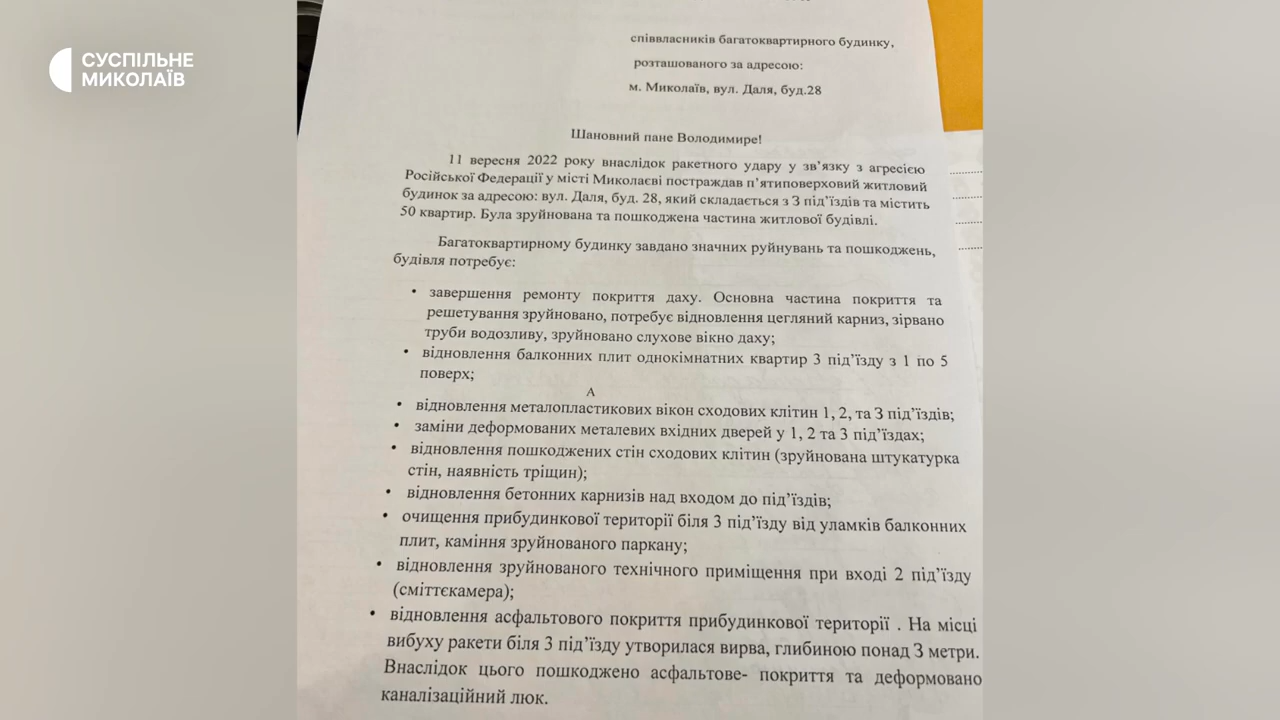 СУСПІЛЬНЕ
МИКОЛАЇВ
співвласників багатоквартирного будинку,
розташованого за адресою:
м. Миколаїв, вул. Даля, буд.28
Шановний пане Володимире!
11 вересня 2022 року внаслідок ракетного удару у зв’язку з агресією
Російської Федерації у місті Миколаєві постраждав п’ятиповерховий житловий
будинок за адресою: вул. Даля, буд. 28, який складається з 3 під’їздів та містить
50 квартир. Була зруйнована та пошкоджена частина житлової будівлі.
Багатоквартирному будинку завдано значних руйнувань та пошкоджень,
будівля потребує:
• завершення ремонту покриття даху. Основна частина покриття та
решетування зруйновано, потребує відновлення цегляний карниз, зірвано
труби водозливу, зруйновано слухове вікно даху;
• відновлення балконних плит однокімнатних квартир 3 під’їзду з 1 по 5
поверх;
А
• відновлення металопластикових вікон сходових клітин 1, 2, та 3 під’їздів;
• заміни деформованих металевих вхідних дверей у 1, 2 та 3 під’їздах;
• відновлення пошкоджених стін сходових клітин (зруйнована штукатурка
стін, наявність тріщин);
• відновлення бетонних карнизів над входом до під’їздів;
• очищення прибудинкової території біля 3 під’їзду від уламків балконних
плит, каміння зруйнованого паркану;
• відновлення зруйнованого технічного приміщення при вході 2 під’їзду
(сміттєкамера);
• відновлення асфальтового покриття прибудинкової території . На місці
вибуху ракети біля 3 під’їзду утворилася вирва, глибиною понад 3 метри.
Внаслідок цього пошкоджено асфальтове- покриття та деформовано
каналізаційний люк.